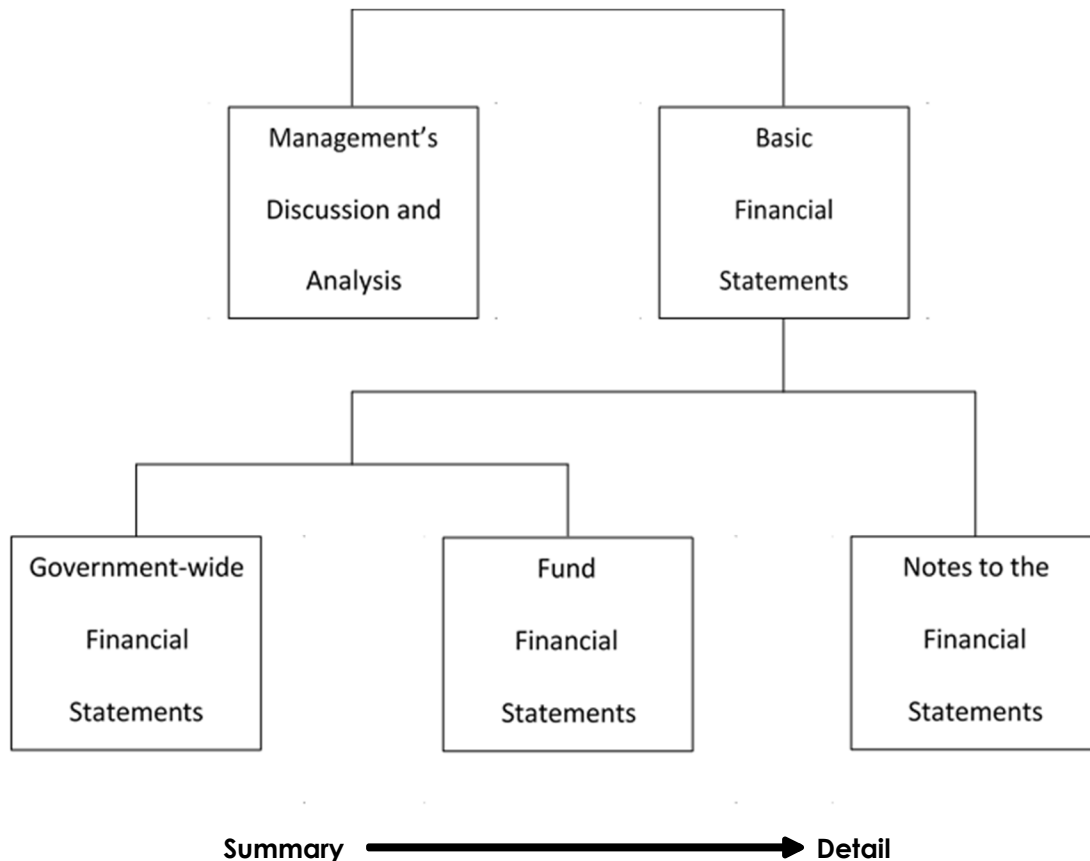 Management’s
Discussion and
Analysis
Basic
Financial
Statements
Government-wide
Financial
Statements
Fund
Financial
Statements
Notes to the
Financial
Statements
Summary
Detail